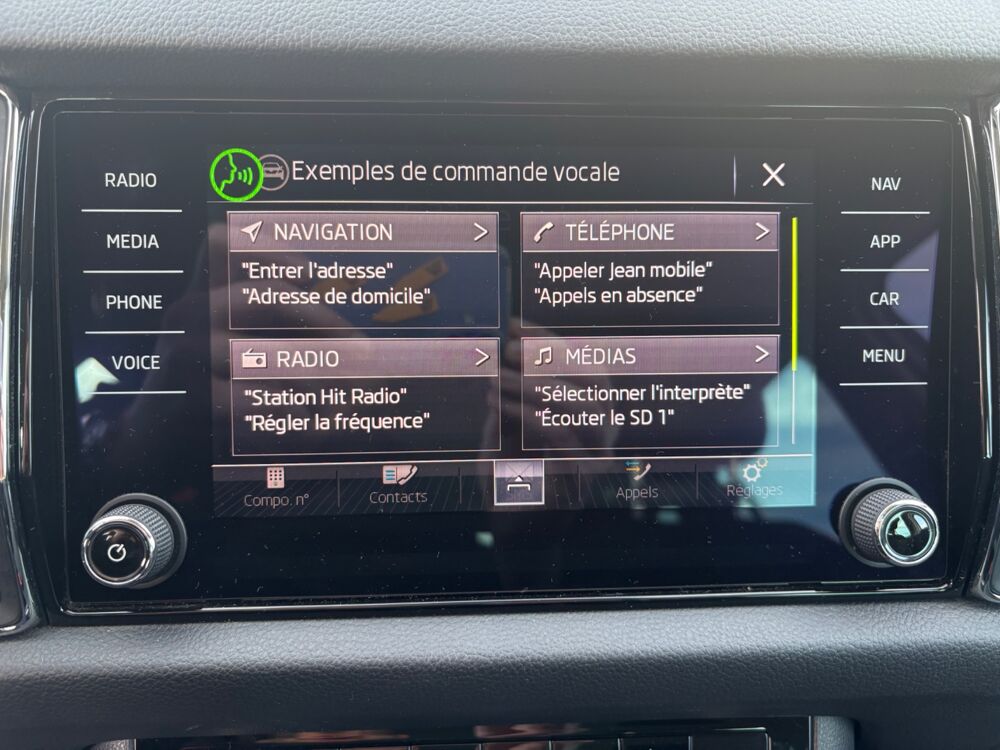 Exemples de commande vocale
RADIO
MEDIA
PHONE
VOICE
NAVIGATION
"Entrer l'adresse"
"Adresse de domicile"
TÉLÉPHONE
"Appeler Jean mobile"
"Appels en absence"
RADIO
"Station Hit Radio"
"Régler la fréquence"
MÉDIAS
"Sélectionner l'interprète"
"Écouter le SD 1"
Compo. n°
Contacts
Appels
Réglages
NAV
APP
CAR
MENU